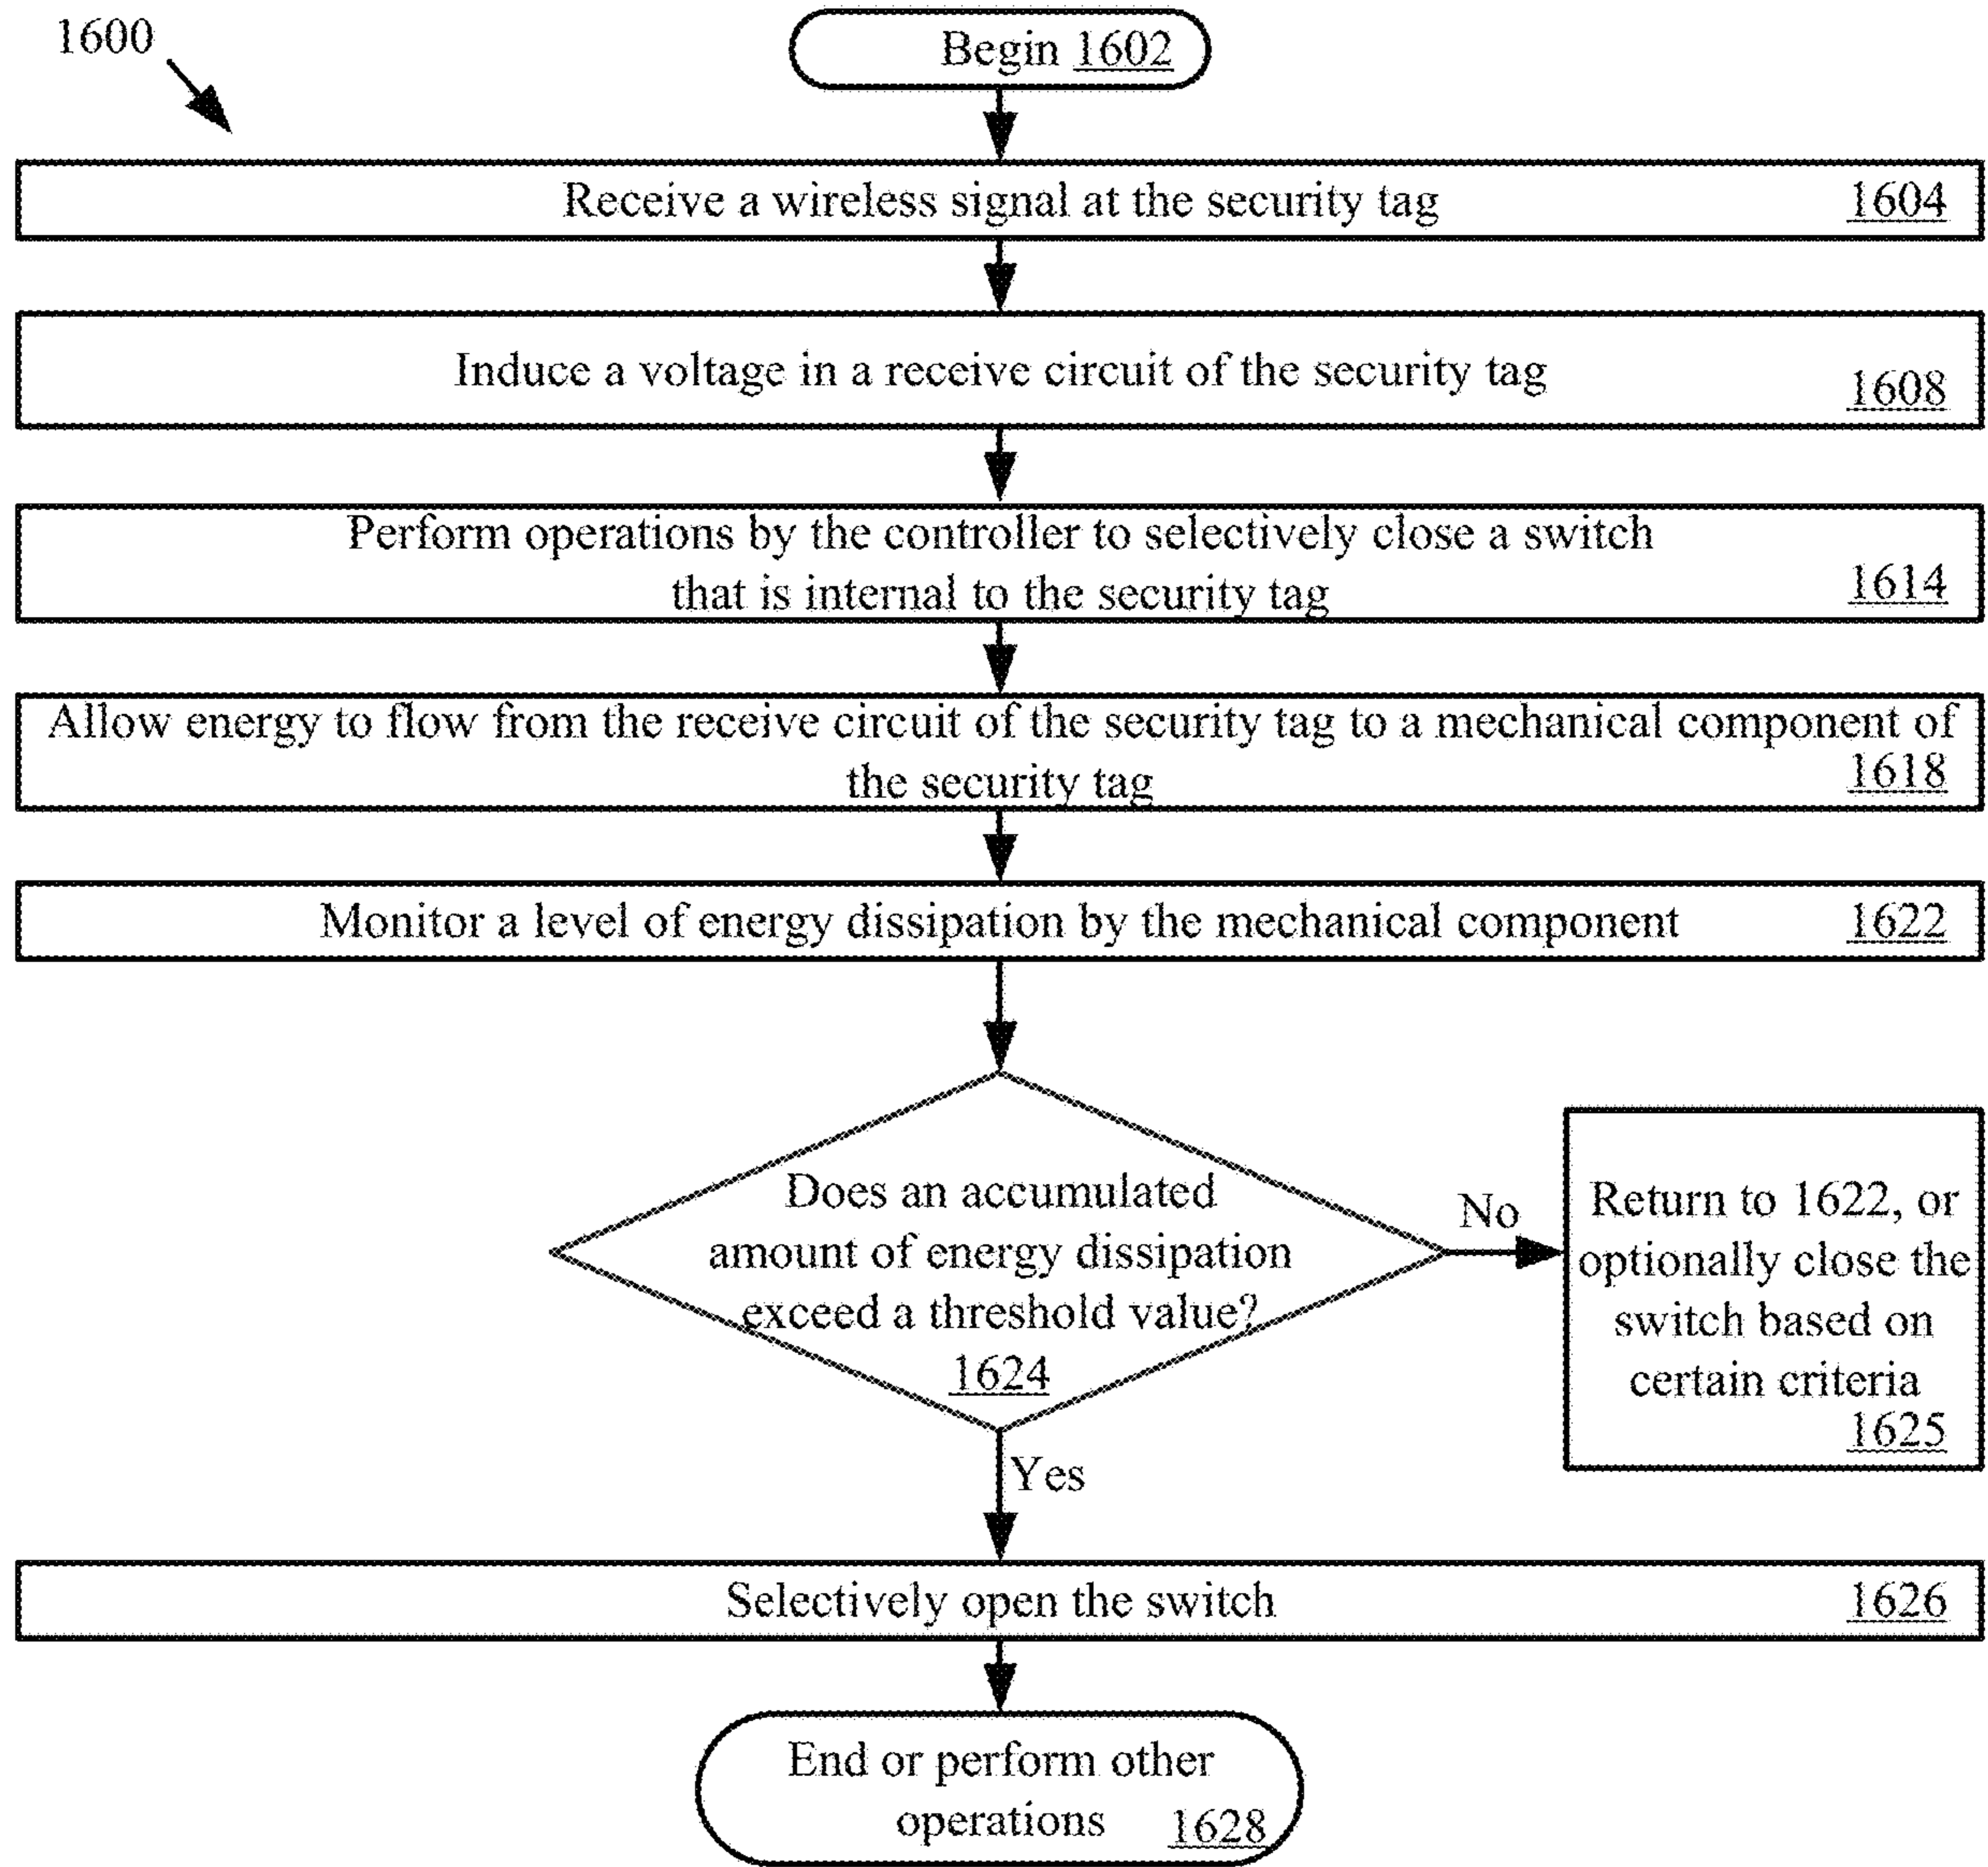 1600
Begin 1602
Receive a wireless signal at the security tag 1604
Induce a voltage in a receive circuit of the security tag 1608
Perform operations by the controller to selectively close a switch
that is internal to the security tag 1614
Allow energy to flow from the receive circuit of the security tag to a mechanical component of
the security tag 1618
Monitor a level of energy dissipation by the mechanical component 1622
Does an accumulated
amount of energy dissipation
exceed a threshold value?
1624
No
Return to 1622, or
optionally close the
switch based on
certain criteria
1625
Yes
Selectively open the switch 1626
End or perform other
operations 1628